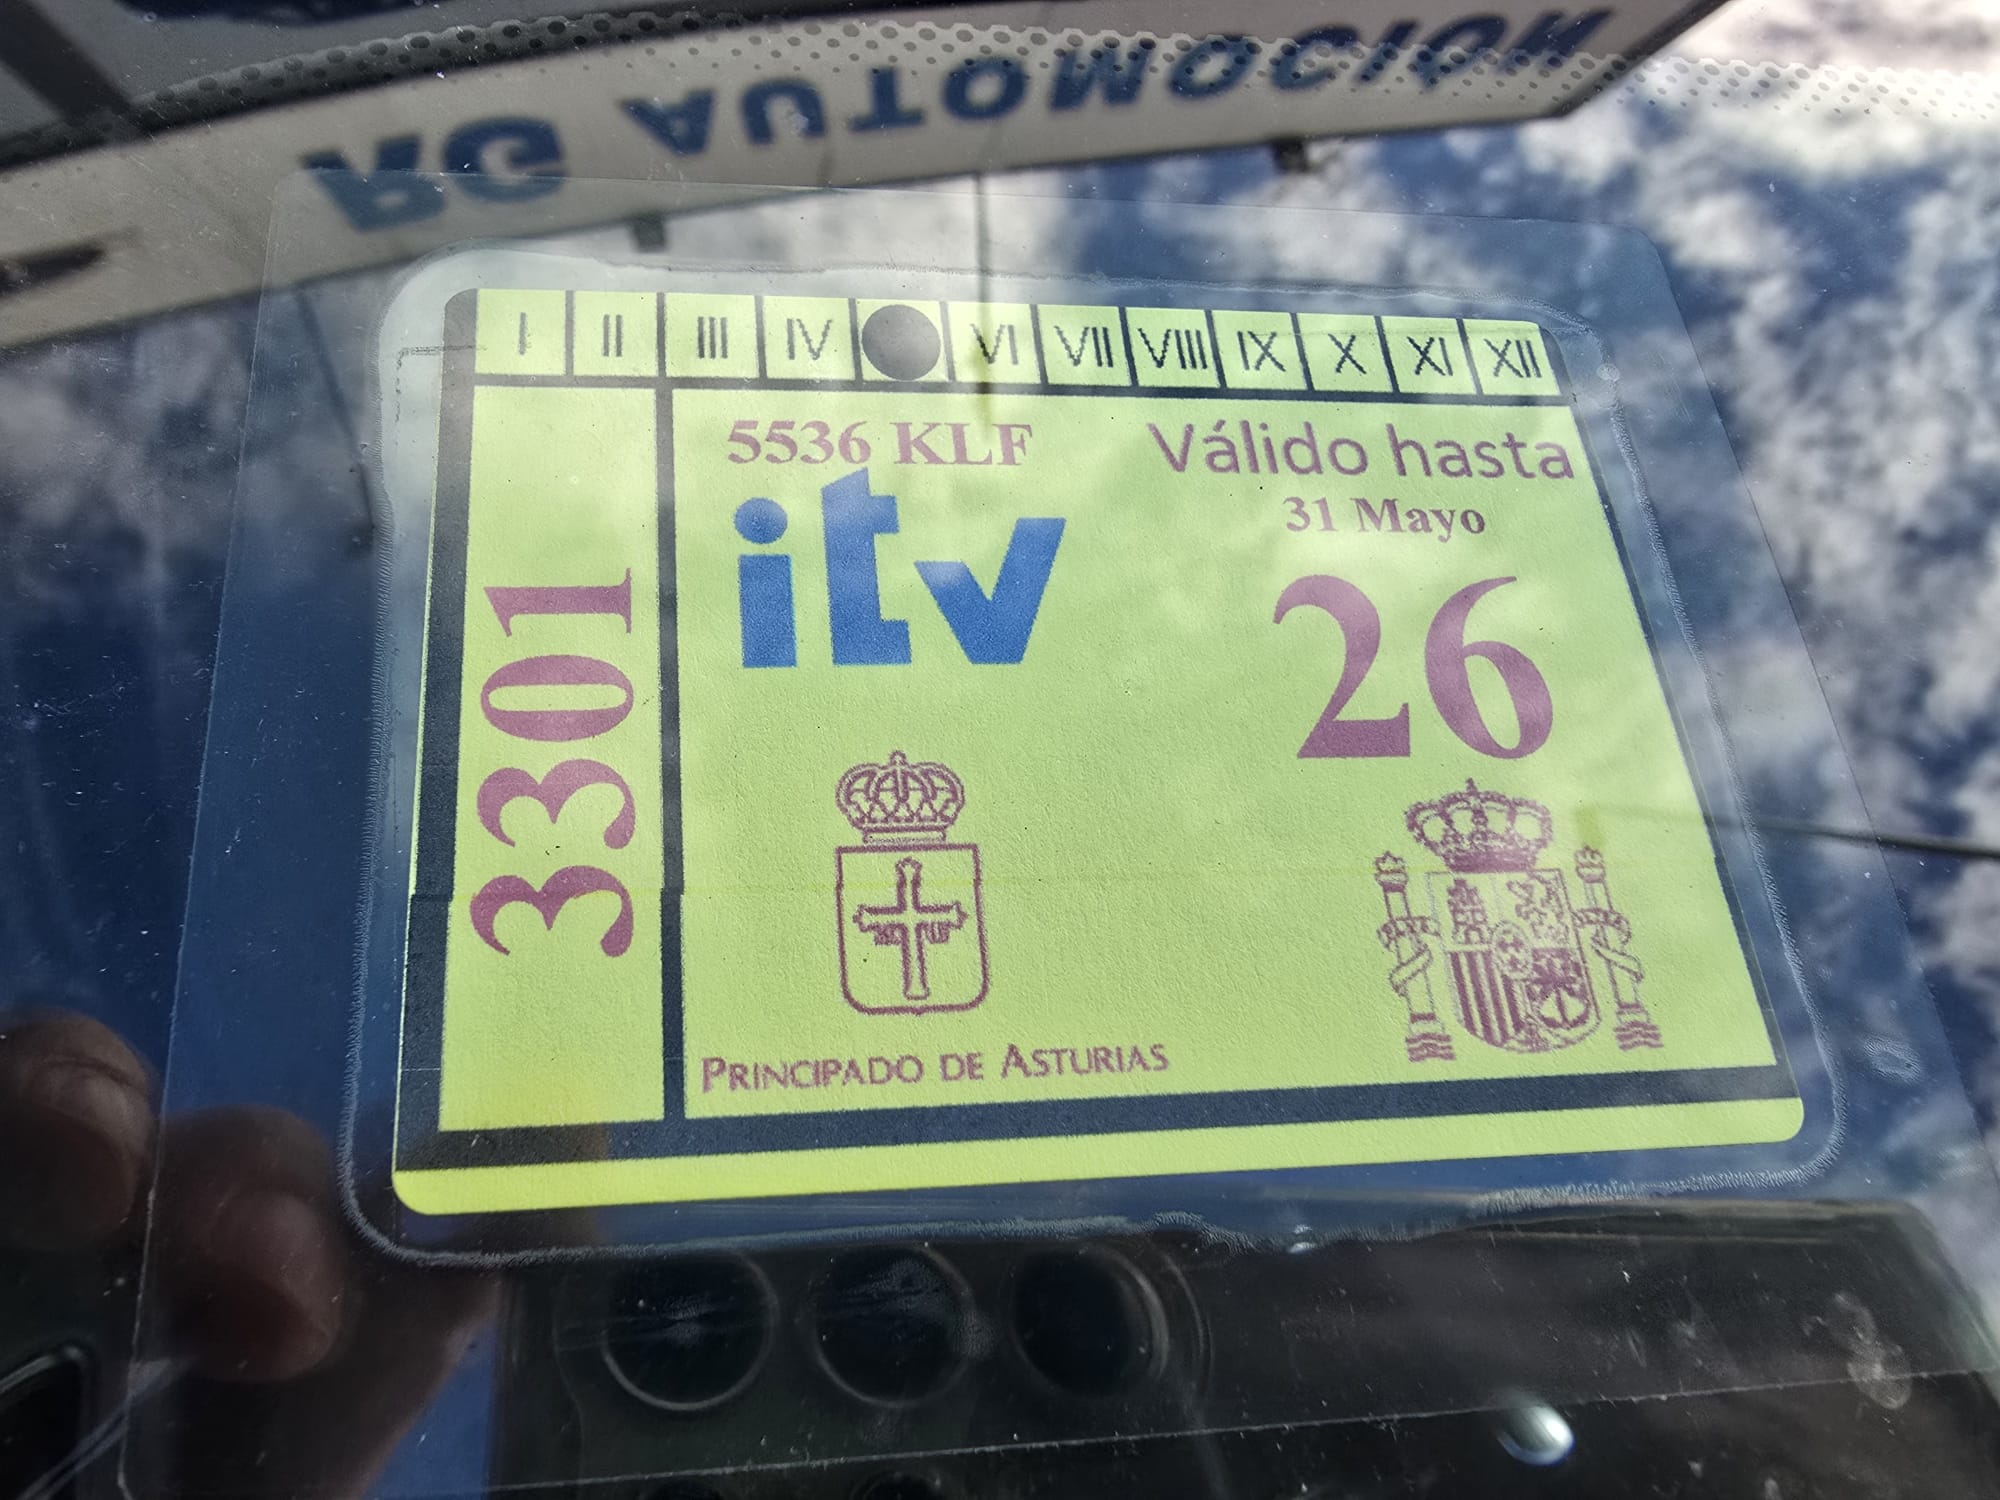 RG AUTOMOCIÓN
I II III IV VI VII VIII IX X XI XII
5536 KLF
Válido hasta
31 Mayo
26
itv
3301
PRINCIPADO DE ASTURIAS